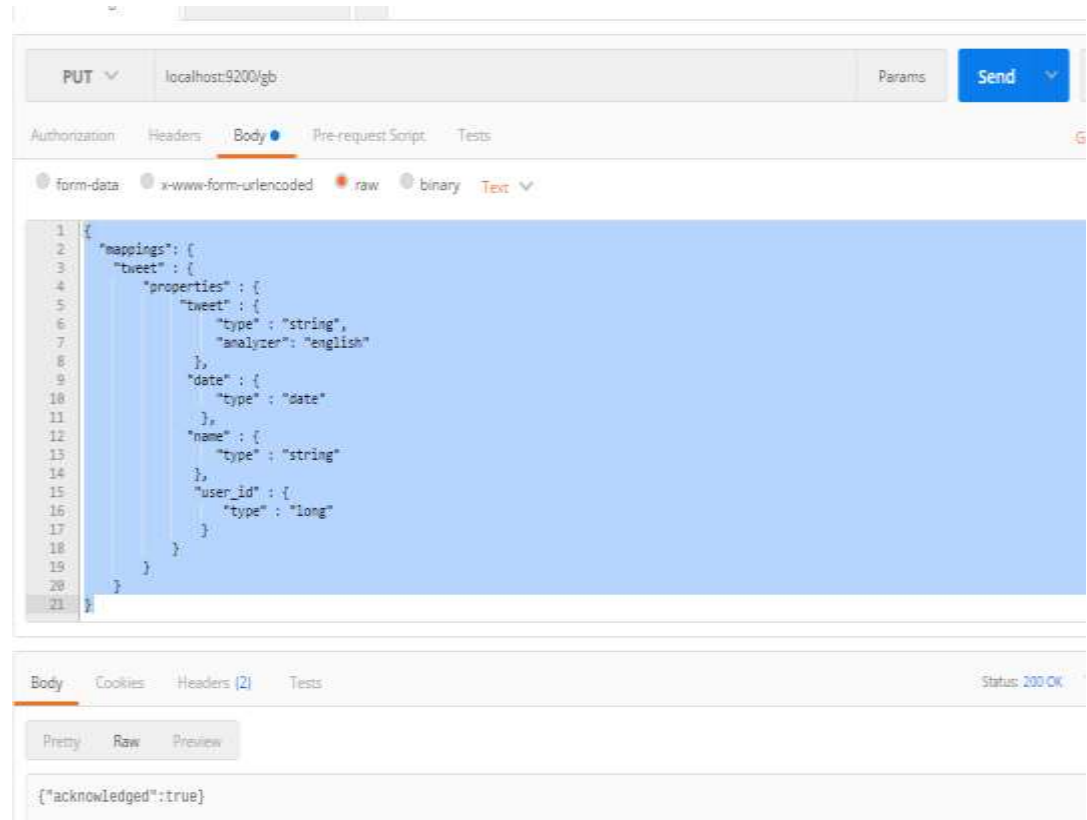 PUT localhost:9200/gb Params Send
Authorization Headers Body Pre-request Script Tests
form-data x-www-form-urlencoded raw binary Text
1 {
2 "mappings": {
3 "tweet" : {
4 "properties" : {
5 "tweet" : {
6 "type" : "string",
7 "analyzer": "english"
8 },
9 "date" : {
10 "type" : "date"
11 },
12 "name" : {
13 "type" : "string"
14 },
15 "user_id" : {
16 "type" : "long"
17 }
18 }
19 }
20 }
21 }
Body Cookies Headers (2) Tests Status: 200 OK
Pretty Raw Preview
{"acknowledged":true}